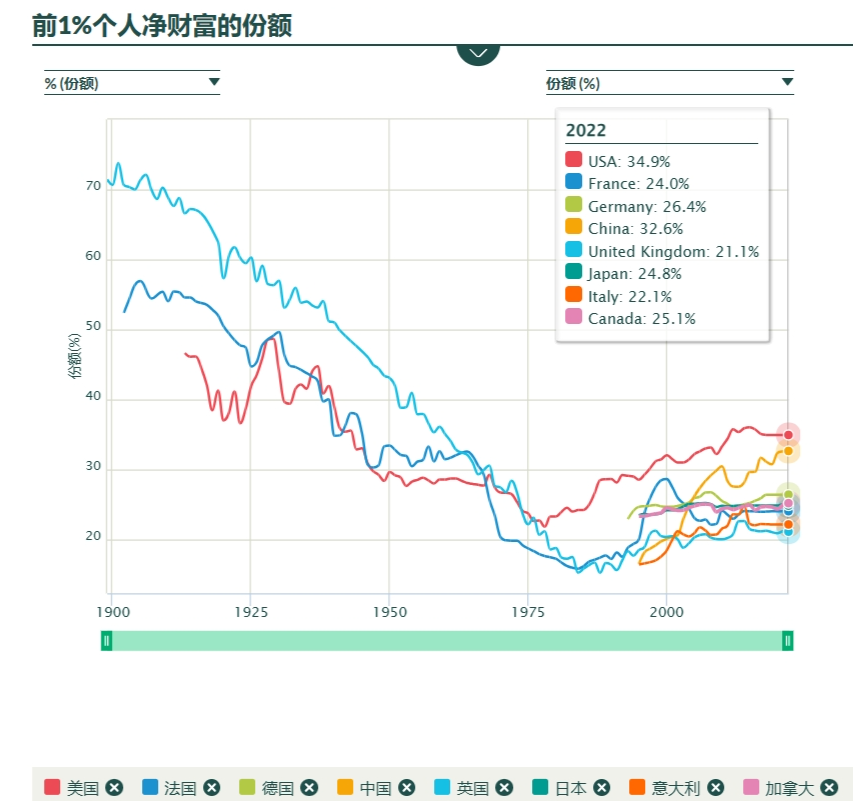 前1%个人净财富的份额
% (份额)
份额 (%)
2022
USA: 34.9%
France: 24.0%
Germany: 26.4%
China: 32.6%
United Kingdom: 21.1%
Japan: 24.8%
Italy: 22.1%
Canada: 25.1%
70
60
50
40
30
20
份额(%)
1900 1925 1950 1975 2000
美国 法国 德国 中国 英国 日本 意大利 加拿大